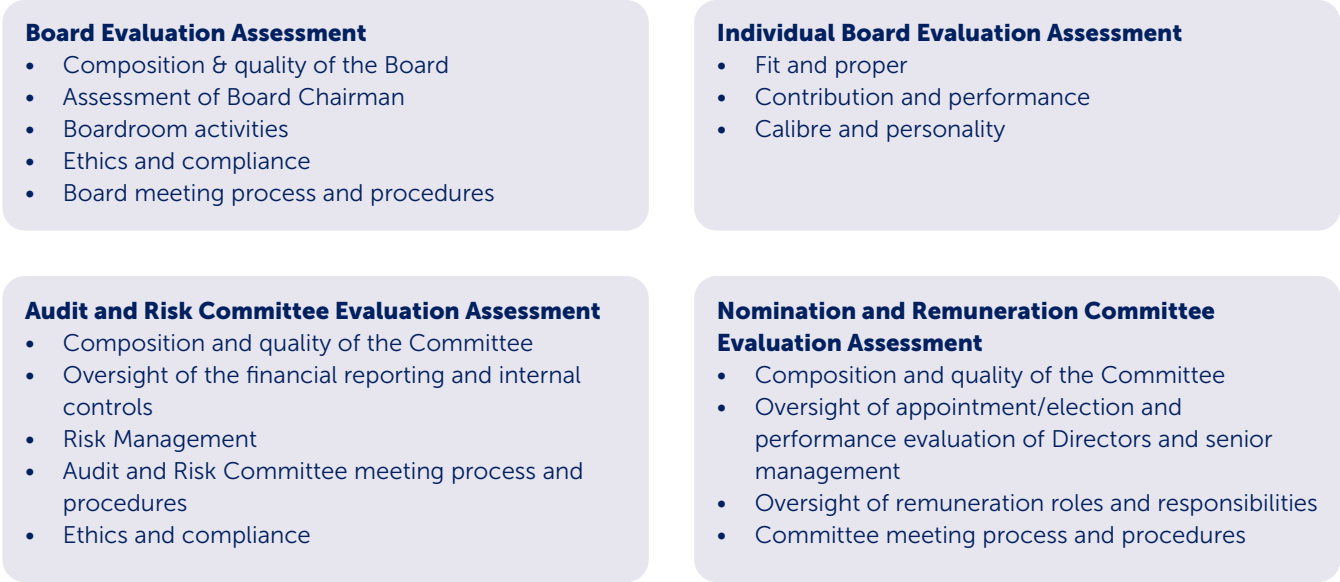 Board Evaluation Assessment
• Composition & quality of the Board
• Assessment of Board Chairman
• Boardroom activities
• Ethics and compliance
• Board meeting process and procedures
Individual Board Evaluation Assessment
• Fit and proper
• Contribution and performance
• Calibre and personality
Audit and Risk Committee Evaluation Assessment
• Composition and quality of the Committee
• Oversight of the financial reporting and internal
controls
• Risk Management
• Audit and Risk Committee meeting process and
procedures
• Ethics and compliance
Nomination and Remuneration Committee
Evaluation Assessment
• Composition and quality of the Committee
• Oversight of appointment/election and
performance evaluation of Directors and senior
management
• Oversight of remuneration roles and responsibilities
• Committee meeting process and procedures